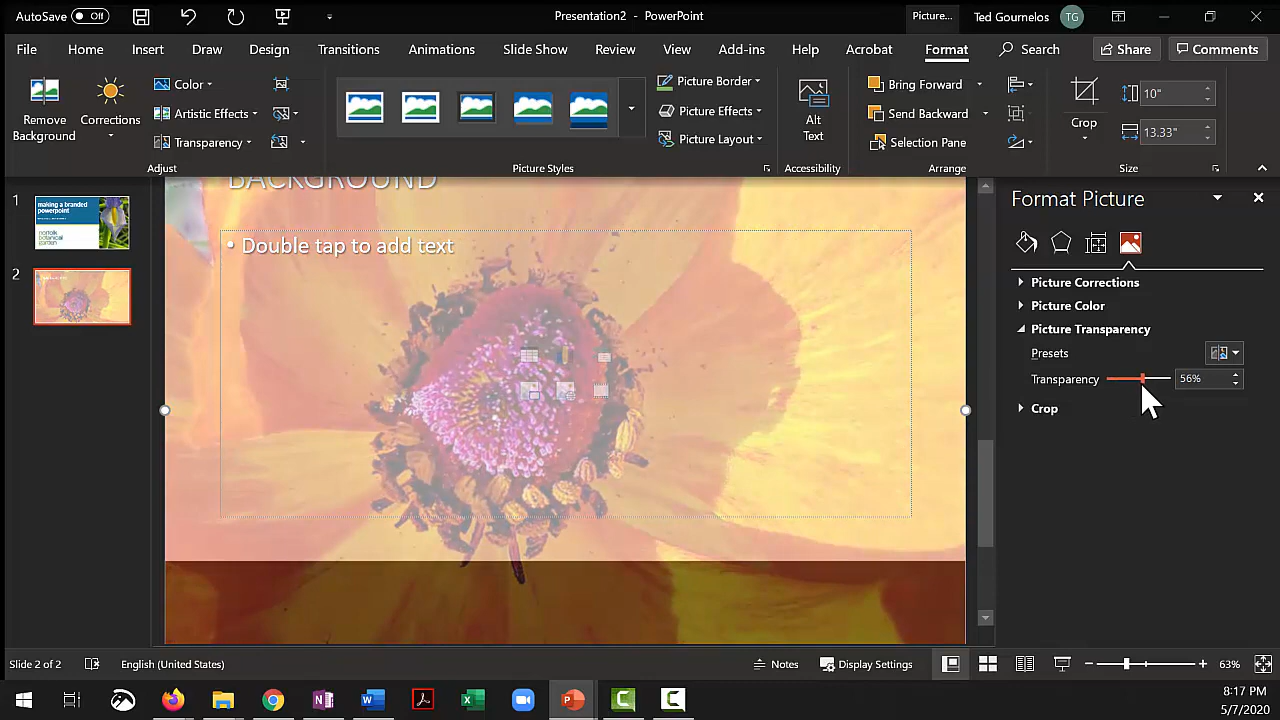 AutoSave Off
Presentation2 - PowerPoint
Picture...
Ted Gournelos
TG
File Home Insert Draw Design Transitions Animations Slide Show Review View Add-ins Help Acrobat Format Search Share Comments
Remove Background
Corrections
Color
Artistic Effects
Transparency
Adjust
Picture Styles
Picture Border
Picture Effects
Picture Layout
Alt Text
Accessibility
Bring Forward
Send Backward
Selection Pane
Arrange
Crop
10"
13.33"
Size
1
making a branded
powerpoint
norfolk
botanical
garden
2
BACKGROUND
• Double tap to add text
Format Picture
Picture Corrections
Picture Color
Picture Transparency
Presets
Transparency 56%
Crop
Slide 2 of 2
English (United States)
Notes
Display Settings
63%
8:17 PM
5/7/2020